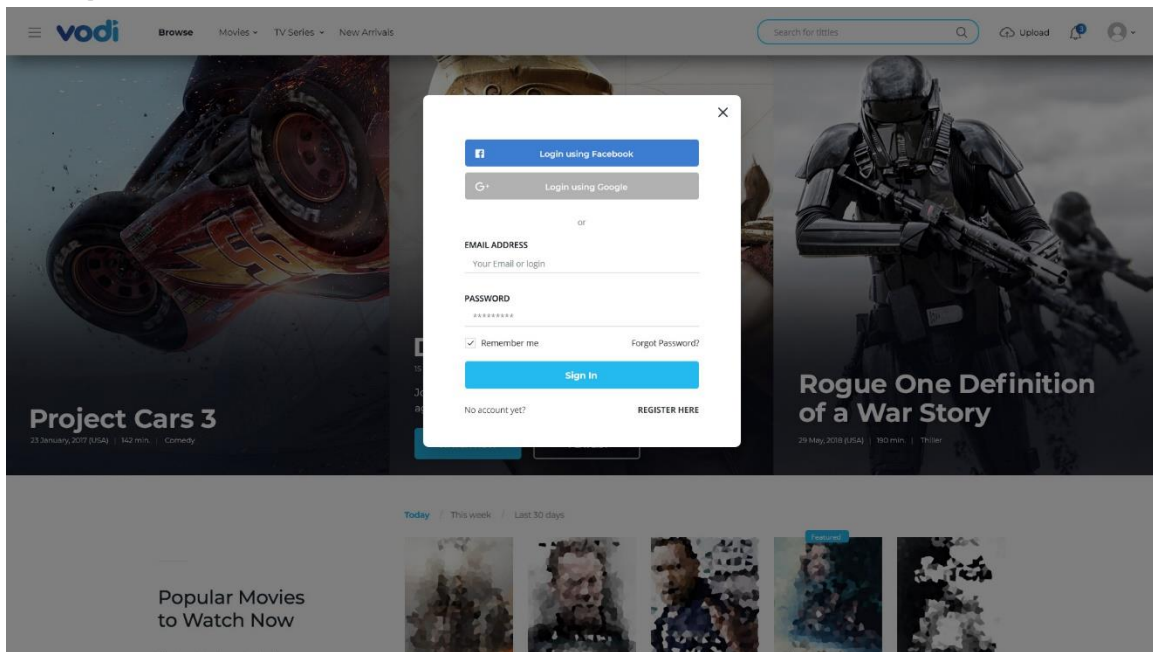 vodi
Browse Movies TV Series New Arrivals
Search for tittles
Upload
Login using Facebook
G+ Login using Google
or
EMAIL ADDRESS
Your Email or login
PASSWORD
*********
Remember me Forgot Password?
Sign In
No account yet? REGISTER HERE
Project Cars 3
23 January, 2017 (USA) | 142 min. | Comedy
Rogue One Definition
of a War Story
29 May, 2018 (USA) | 190 min. | Thiller
Today / This week / Last 30 days
Featured
Popular Movies
to Watch Now